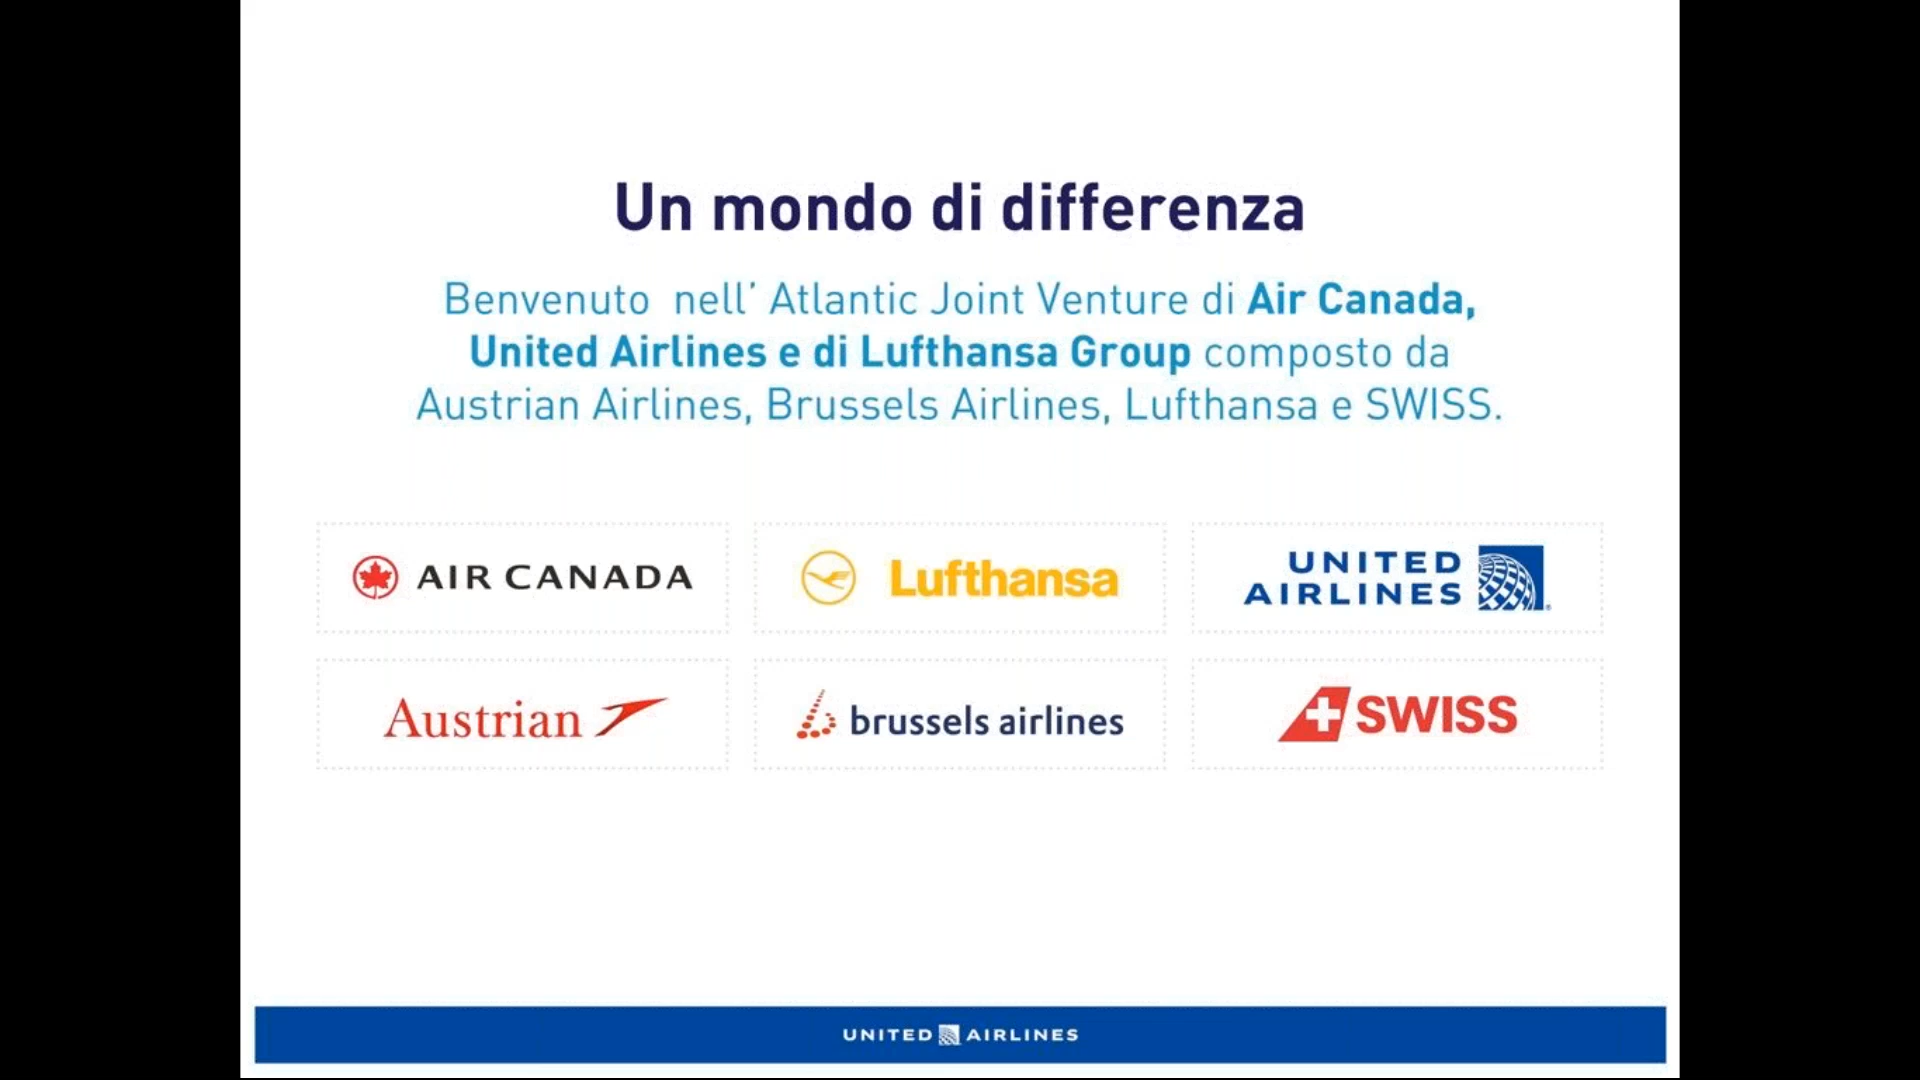 Un mondo di differenza
Benvenuto  nell’ Atlantic Joint Venture di Air Canada,
United Airlines e di Lufthansa Group composto da
Austrian Airlines, Brussels Airlines, Lufthansa e SWISS.
AIR CANADA
Lufthansa
UNITED
AIRLINES
Austrian
brussels airlines
SWISS
UNITED AIRLINES